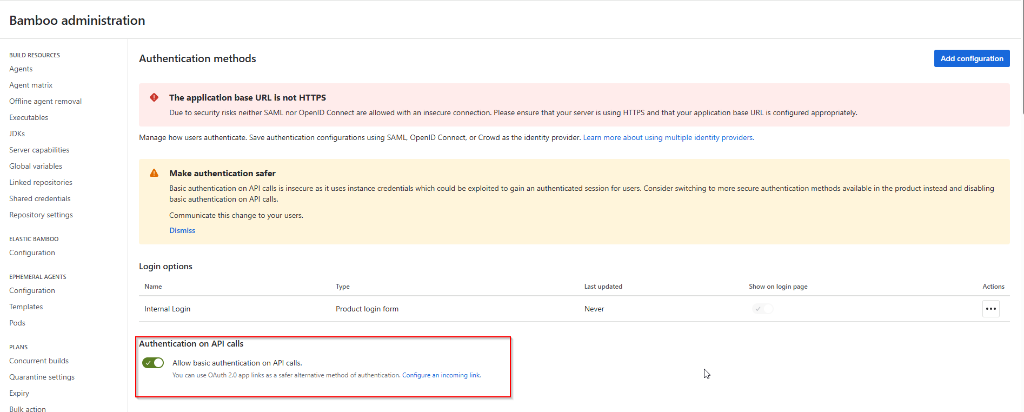 Bamboo administration
BUILD RESOURCES
Agents
Agent matrix
Offline agent removal
Executables
JDKs
Server capabilities
Global variables
Linked repositories
Shared credentials
Repository settings
ELASTIC BAMBOO
Configuration
EPHEMERAL AGENTS
Configuration
Templates
Pods
PLANS
Concurrent builds
Quarantine settings
Expiry
Bulk action
Authentication methods
Add configuration
The application base URL is not HTTPS
Due to security risks neither SAML nor OpenID Connect are allowed with an insecure connection. Please ensure that your server is using HTTPS and that your application base URL is configured appropriately.
Manage how users authenticate. Save authentication configurations using SAML, OpenID Connect, or Crowd as the identity provider. Learn more about using multiple identity providers.
Make authentication safer
Basic authentication on API calls is insecure as it uses instance credentials which could be exploited to gain an authenticated session for users. Consider switching to more secure authentication methods available in the product instead and disabling
basic authentication on API calls.
Communicate this change to your users.
Dismiss
Login options
Name Type Last updated Show on login page Actions
Internal Login Product login form Never
Authentication on API calls
Allow basic authentication on API calls.
You can use OAuth 2.0 app links as a safer alternative method of authentication. Configure an incoming link.